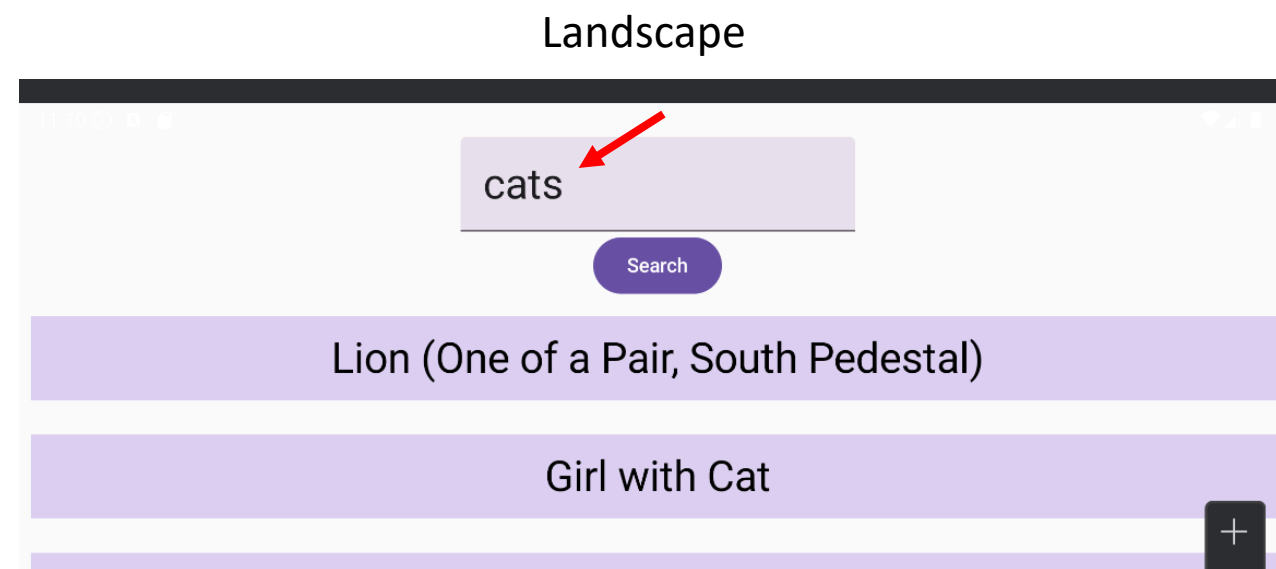 Landscape
cats
Search
Lion (One of a Pair, South Pedestal)
Girl with Cat